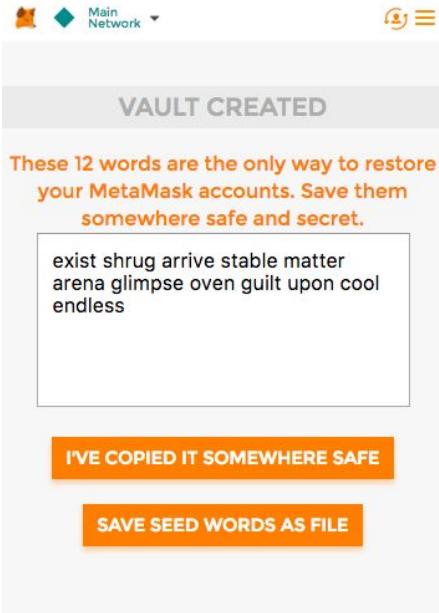 Main
Network
VAULT CREATED
These 12 words are the only way to restore
your MetaMask accounts. Save them
somewhere safe and secret.
exist shrug arrive stable matter
arena glimpse oven guilt upon cool
endless
I'VE COPIED IT SOMEWHERE SAFE
SAVE SEED WORDS AS FILE